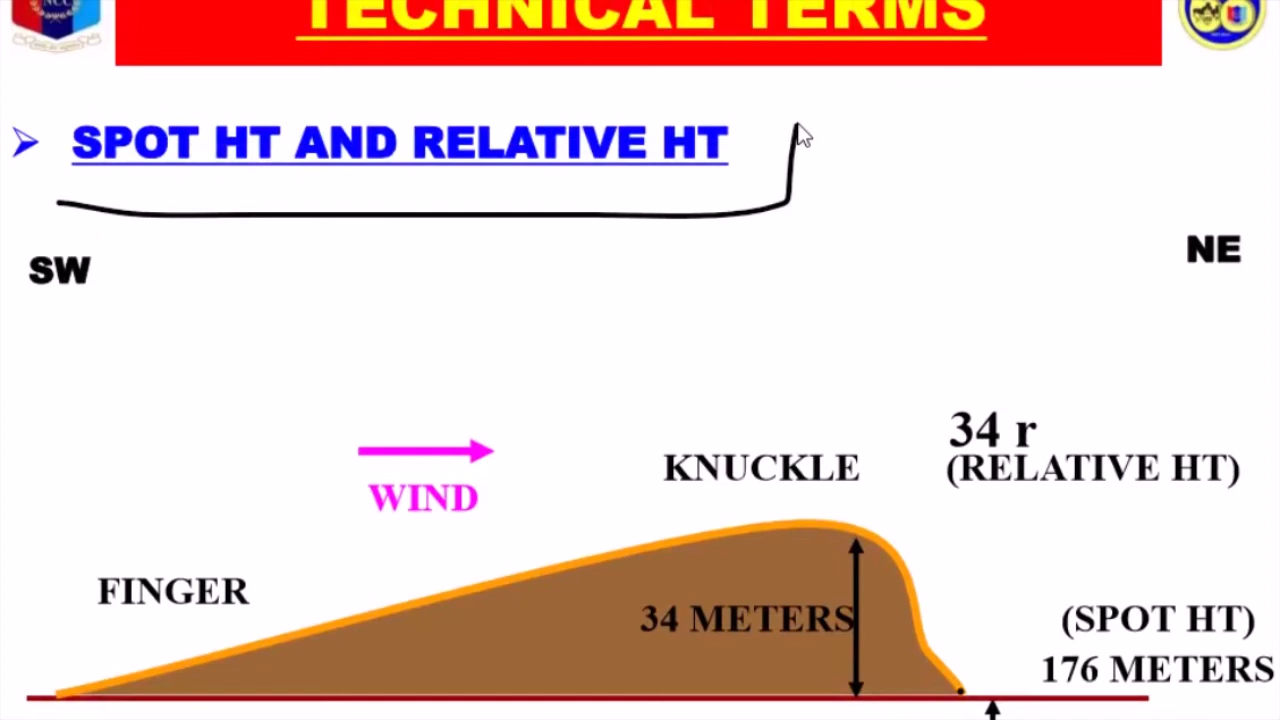 NCC
TECHNICAL TERMS
➢ SPOT HT AND RELATIVE HT
SW
NE
34 r
KNUCKLE
(RELATIVE HT)
WIND
FINGER
34 METERS
(SPOT HT)
176 METERS